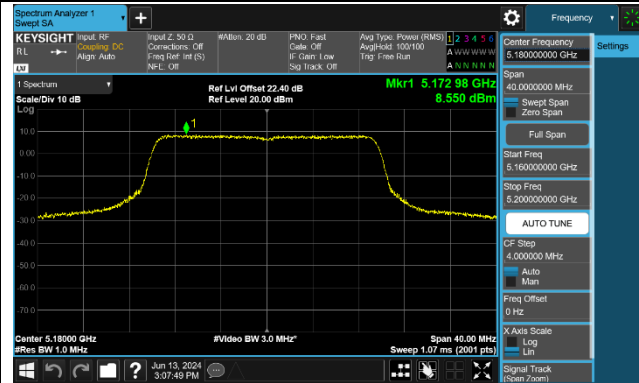 Spectrum Analyzer 1
Swept SA
+
Frequency
KEYSIGHT
RL
LXI
Input: RF
Coupling: DC
Align: Auto
Input Z: 50 Ω
Corrections: Off
Freq Ref: Int (S)
NFE: Off
#Atten: 20 dB
PNO: Fast
Gate: Off
IF Gain: Low
Sig Track: Off
Avg Type: Power (RMS)
Avg|Hold: 100/100
Trig: Free Run
1 2 3 4 5 6
A W W W W W
A N N N N N
1 Spectrum
Scale/Div 10 dB
Log
Ref Lvl Offset 22.40 dB
Ref Level 20.00 dBm
Mkr1 5.172 98 GHz
8.550 dBm
1
10.0
0.00
-10.0
-20.0
-30.0
-40.0
-50.0
-60.0
-70.0
Center 5.18000 GHz
#Res BW 1.0 MHz
#Video BW 3.0 MHz*
Span 40.00 MHz
Sweep 1.07 ms (2001 pts)
?
Jun 13, 2024
3:07:49 PM
Center Frequency
5.180000000 GHz
Settings
Span
40.0000000 MHz
Swept Span
Zero Span
Full Span
Start Freq
5.160000000 GHz
Stop Freq
5.200000000 GHz
AUTO TUNE
CF Step
4.000000 MHz
Auto
Man
Freq Offset
0 Hz
X Axis Scale
Log
Lin
Signal Track
(Span Zoom)